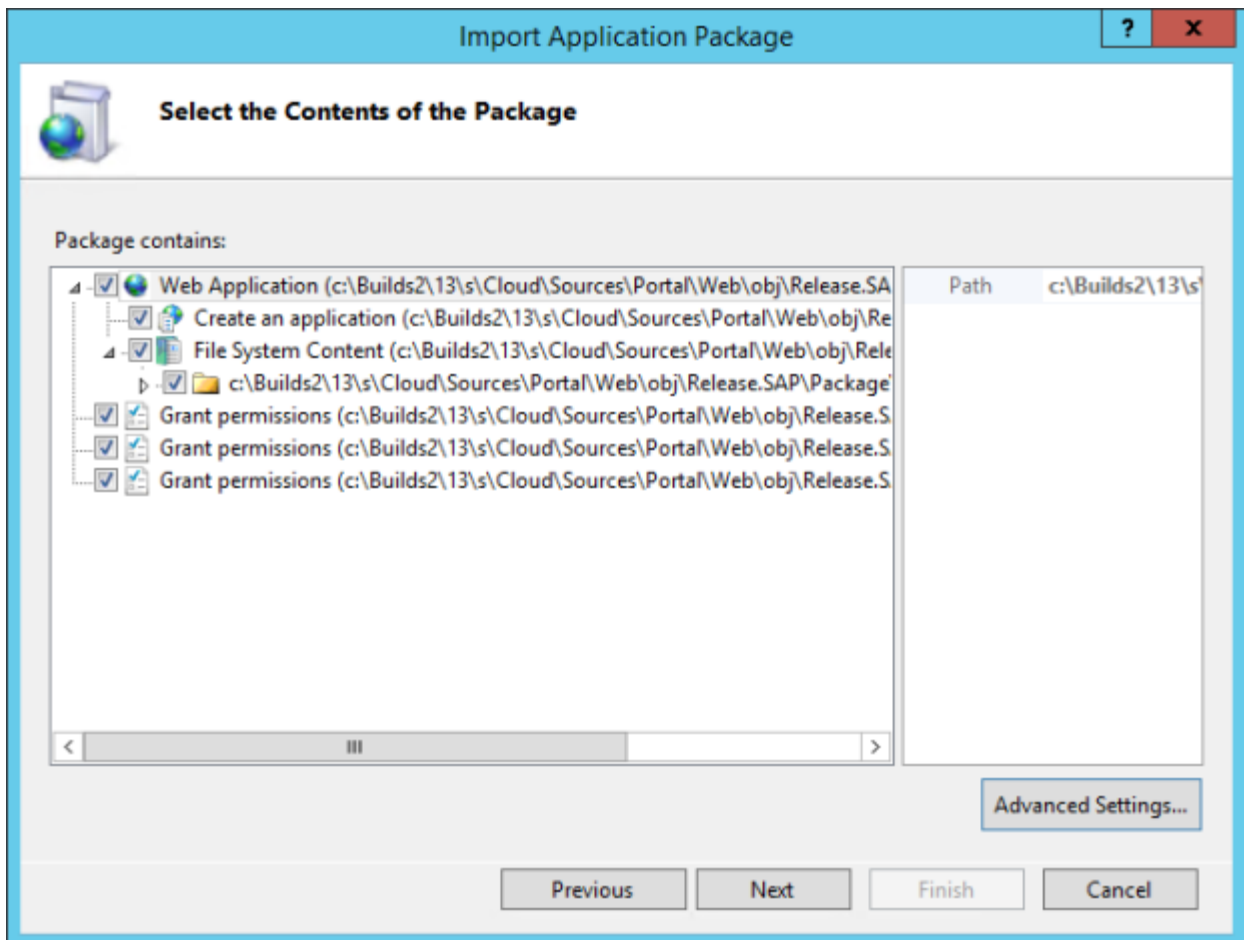 Import Application Package
?
x
Select the Contents of the Package
Package contains:
Web Application (c:\Builds2\13\s\Cloud\Sources\Portal\Web\obj\Release.SA
Path c:\Builds2\13\s'
Create an application (c:\Builds2\13\s\Cloud\Sources\Portal\Web\obj\Re
File System Content (c:\Builds2\13\s\Cloud\Sources\Portal\Web\obj\Rele
c:\Builds2\13\s\Cloud\Sources\Portal\Web\obj\Release.SAP\Package'
Grant permissions (c:\Builds2\13\s\Cloud\Sources\Portal\Web\obj\Release.S
Grant permissions (c:\Builds2\13\s\Cloud\Sources\Portal\Web\obj\Release.S
Grant permissions (c:\Builds2\13\s\Cloud\Sources\Portal\Web\obj\Release.S
Advanced Settings...
Previous
Next
Finish
Cancel